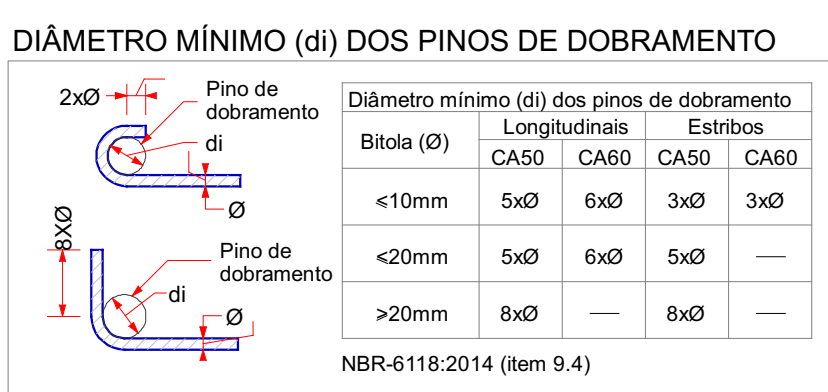 DIÂMETRO MÍNIMO (di) DOS PINOS DE DOBRAMENTO
2xØ
Pino de
dobramento
di
Ø
8XØ
Pino de
dobramento
di
Ø
Diâmetro mínimo (di) dos pinos de dobramento
Bitola (Ø) Longitudinais Estribos
CA50 CA60 CA50 CA60
⩽10mm 5xØ 6xØ 3xØ 3xØ
⩽20mm 5xØ 6xØ 5xØ —
⩾20mm 8xØ — 8xØ —
NBR-6118:2014 (item 9.4)